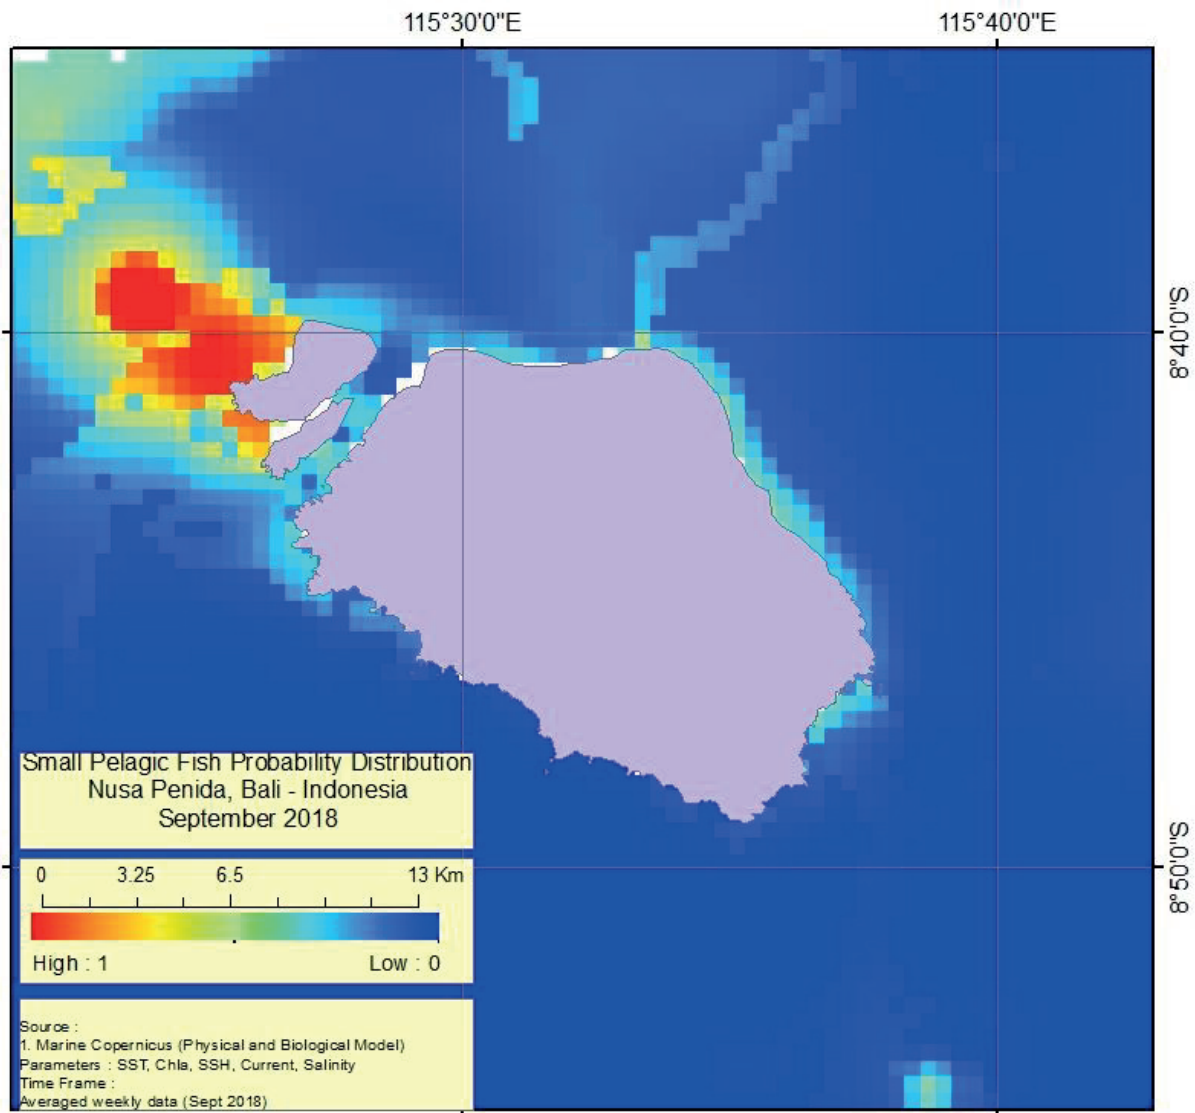 115°30'0"E 115°40'0"E
8°40'0"S
8°50'0"S
Small Pelagic Fish Probability Distribution
Nusa Penida, Bali - Indonesia
September 2018
0 3.25 6.5 13 Km
High : 1 Low : 0
Source :
1. Marine Copernicus (Physical and Biological Model)
Parameters : SST, Chla, SSH, Current, Salinity
Time Frame :
Averaged weekly data (Sept 2018)